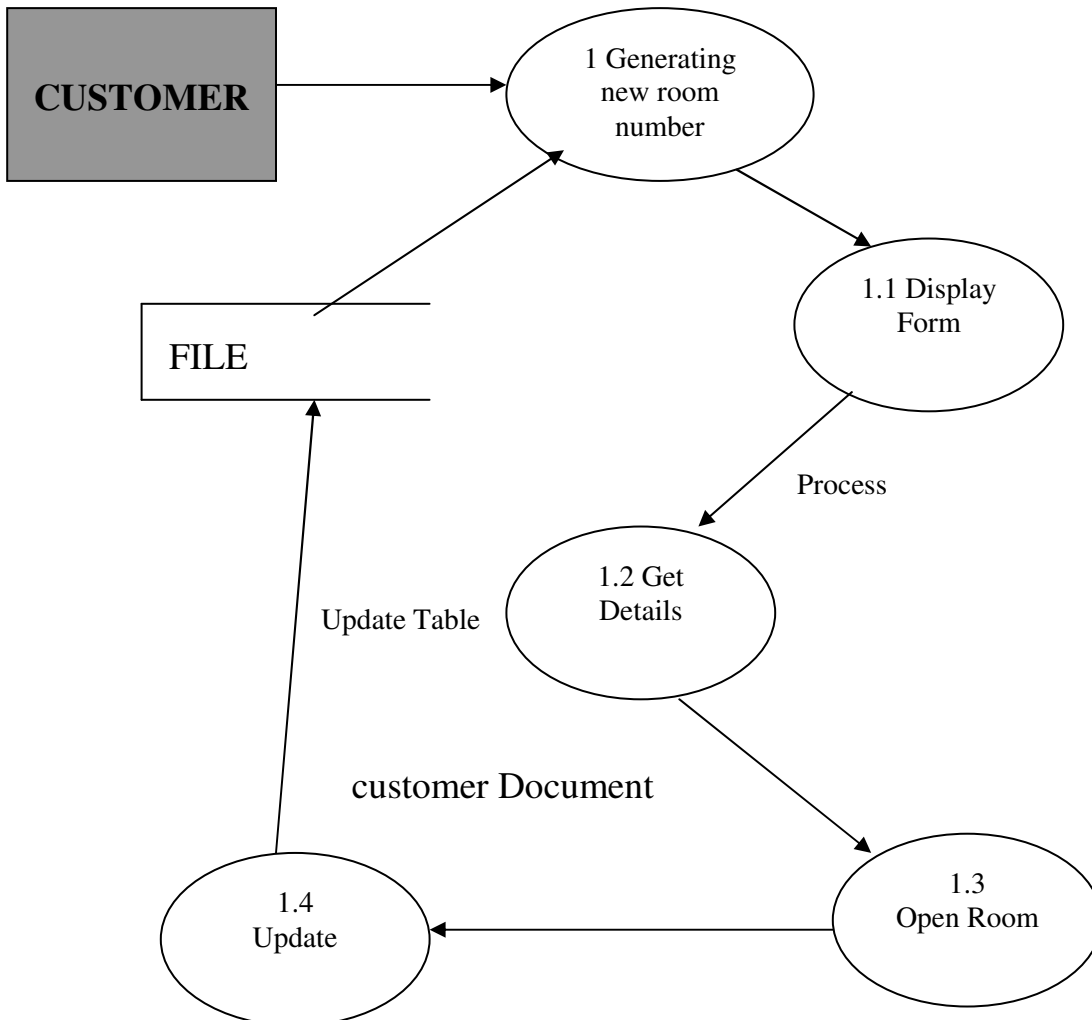 CUSTOMER
1 Generating
new room
number
1.1 Display
Form
FILE
Process
1.2 Get
Details
Update Table
customer Document
1.3
Open Room
1.4
Update